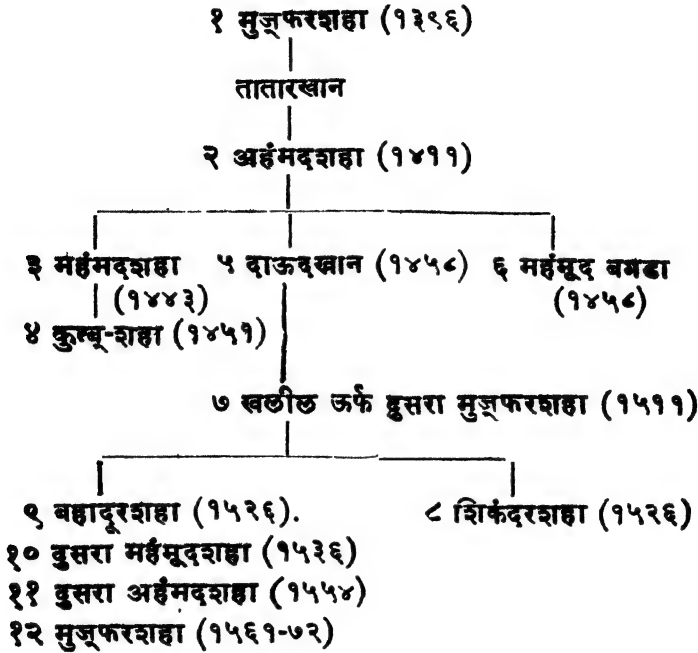 १ मुज़्फरशहा (१३९६)
तातारखान
२ अहंमदशहा (१४११)
३ महंमदशहा ५ दाऊदखान (१४५८) ६ महंमूद बगडा
(१४४३) (१४५८)
४ कुत्बू-शहा (१४५१)
७ खलील ऊर्फ दुसरा मुज़्फरशहा (१५११)
९ बहादूरशहा (१५२६). ८ शिकंदरशहा (१५२६)
१० दुसरा महंमूदशहा (१५३६)
११ दुसरा अहंमदशहा (१५५४)
१२ मुज़्फरशहा (१५६१-७२)